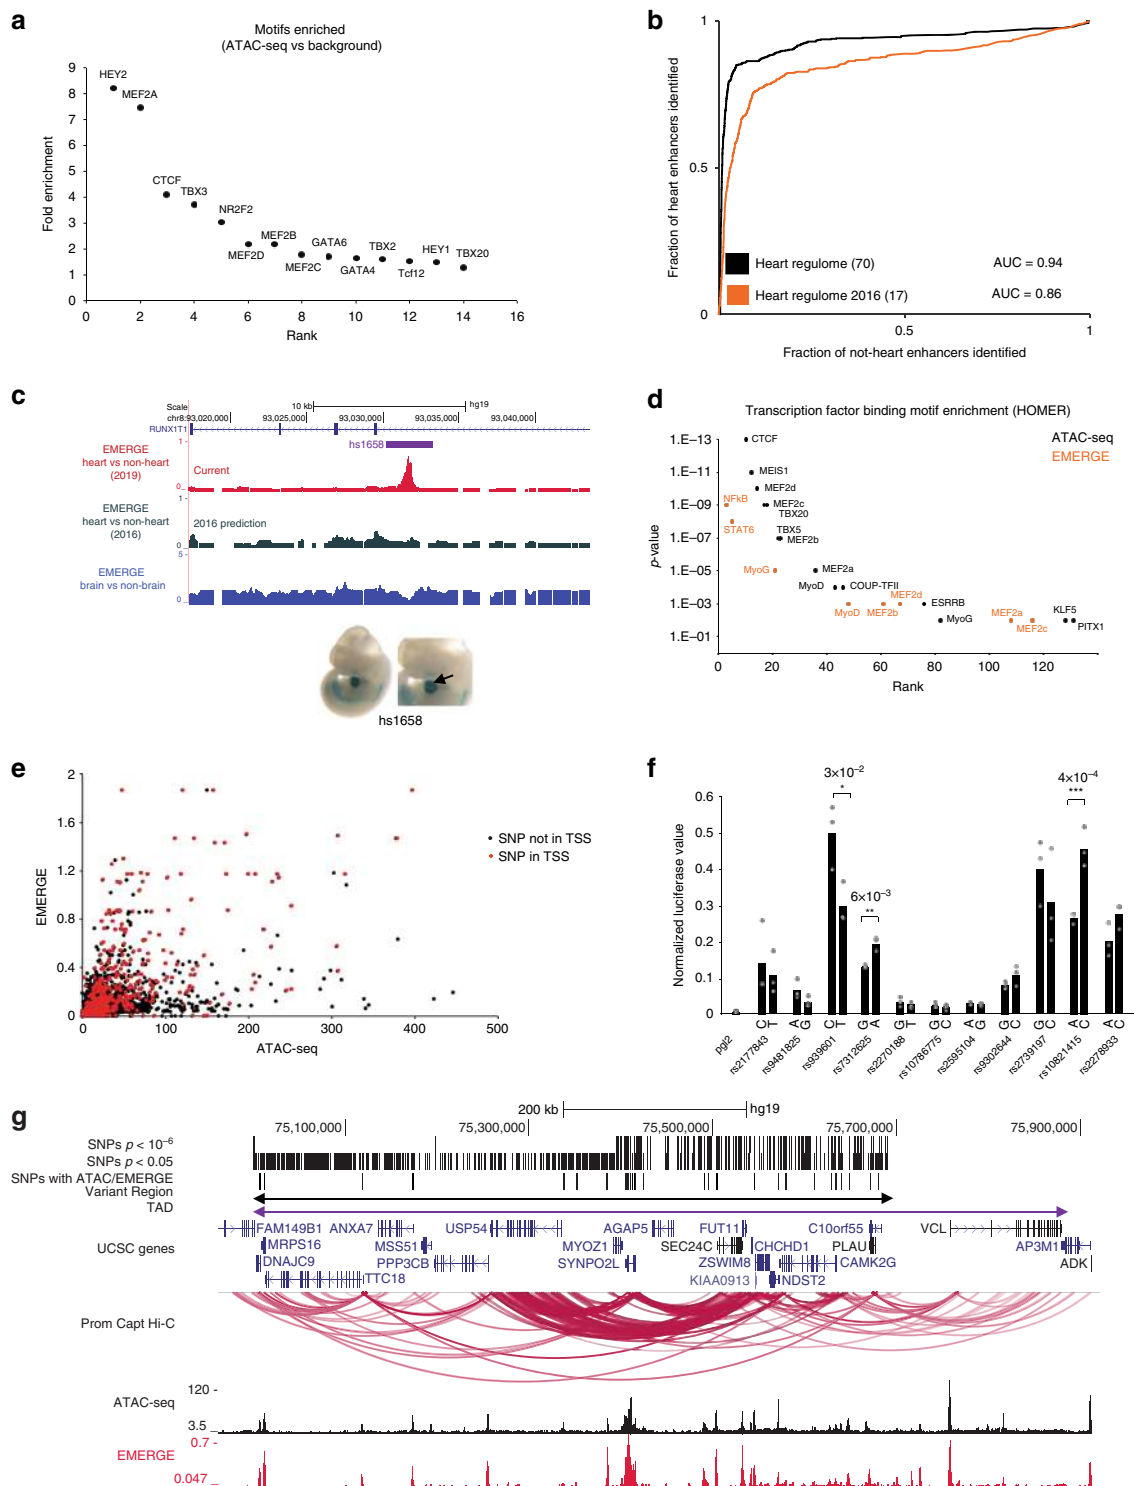 a
Motifs enriched
(ATAC-seq vs background)
Fold enrichment
9
8
7
6
5
4
3
2
1
0
HEY2
MEF2A
CTCF
TBX3
NR2F2
MEF2D
MEF2B
MEF2C
GATA6
GATA4
TBX2
Tcf12
HEY1
TBX20
0 2 4 6 8 10 12 14 16
Rank
b
Fraction of heart enhancers identified
1
0.5
0
Heart regulome (70) AUC = 0.94
Heart regulome 2016 (17) AUC = 0.86
0.5 1
Fraction of not-heart enhancers identified
c
Scale 10 kb hg19
chr8: 93,020,000 93,025,000 93,030,000 93,035,000 93,040,000
RUNX1T1
hs1658
EMERGE
heart vs non-heart
(2019)
1
0
Current
EMERGE
heart vs non-heart
(2016)
1
0
2016 prediction
EMERGE
brain vs non-brain
5
0
hs1658
d
Transcription factor binding motif enrichment (HOMER)
ATAC-seq
EMERGE
p-value
1.E−13
1.E−11
1.E−09
1.E−07
1.E−05
1.E−03
1.E−01
CTCF
MEIS1
MEF2d
NFkB
MEF2c
TBX20
STAT6
TBX5
MEF2b
MyoG
MEF2a
MyoD
COUP-TFII
MEF2d
MyoD
MEF2b
ESRRB
MyoG
MEF2a
MEF2c
KLF5
PITX1
0 20 40 60 80 100 120
Rank
e
EMERGE
2
1.6
1.2
0.8
0.4
0
SNP not in TSS
SNP in TSS
0 100 200 300 400 500
ATAC-seq
f
Normalized luciferase value
0.6
0.5
0.4
0.3
0.2
0.1
0
3×10−2
*
6×10−3
**
4×10−4
***
C T A G C T G A G T G C A G G C G C A C A C
pgl2
rs2177843
rs9481825
rs939601
rs7312625
rs2270188
rs10786775
rs2595104
rs9302644
rs2739197
rs10821415
rs2278933
g
200 kb hg19
75,100,000 75,300,000 75,500,000 75,700,000 75,900,000
SNPs p < 10−6
SNPs p < 0.05
SNPs with ATAC/EMERGE
Variant Region
TAD
UCSC genes
FAM149B1 ANXA7 USP54 AGAP5 FUT11 C10orf55 VCL
MRPS16 MSS51 MYOZ1 SEC24C CHCHD1 PLAU AP3M1
DNAJC9 PPP3CB SYNPO2L ZSWIM8 CAMK2G ADK
TTC18 KIAA0913 NDST2
Prom Capt Hi-C
ATAC-seq
120
3.5
EMERGE
0.7
0.047